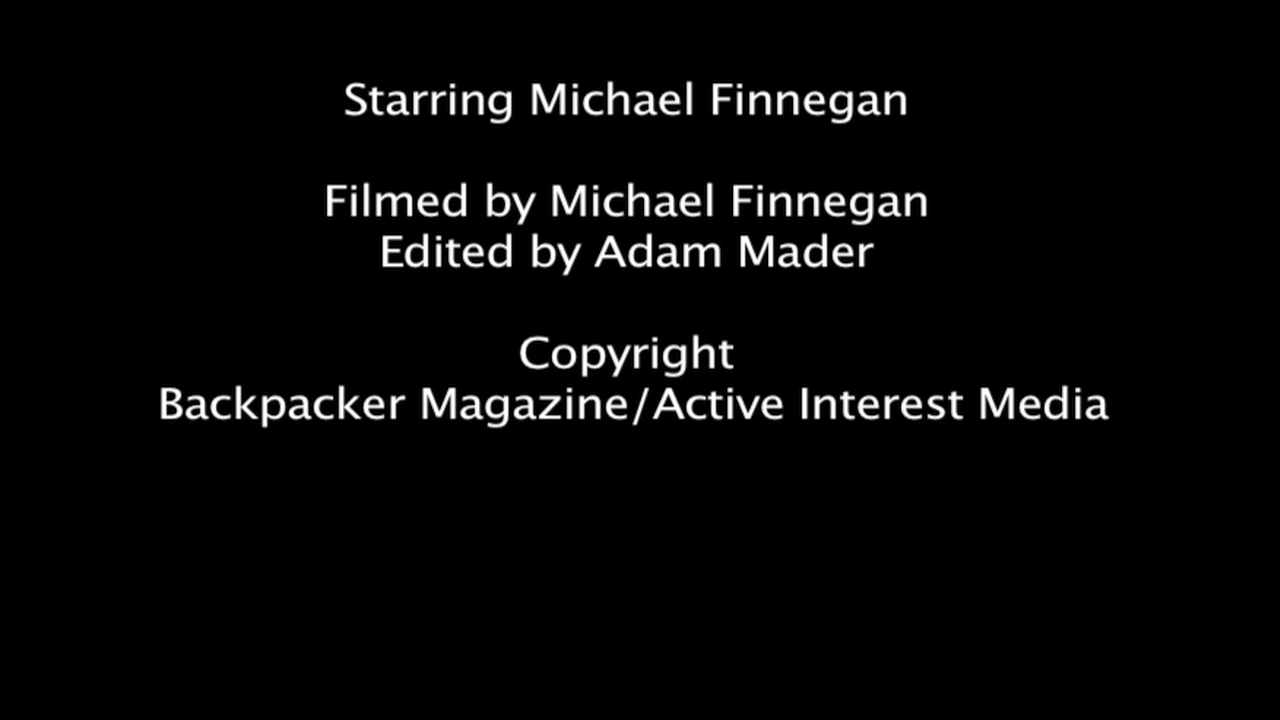 Starring Michael Finnegan
Filmed by Michael Finnegan
Edited by Adam Mader
Copyright
Backpacker Magazine/Active Interest Media